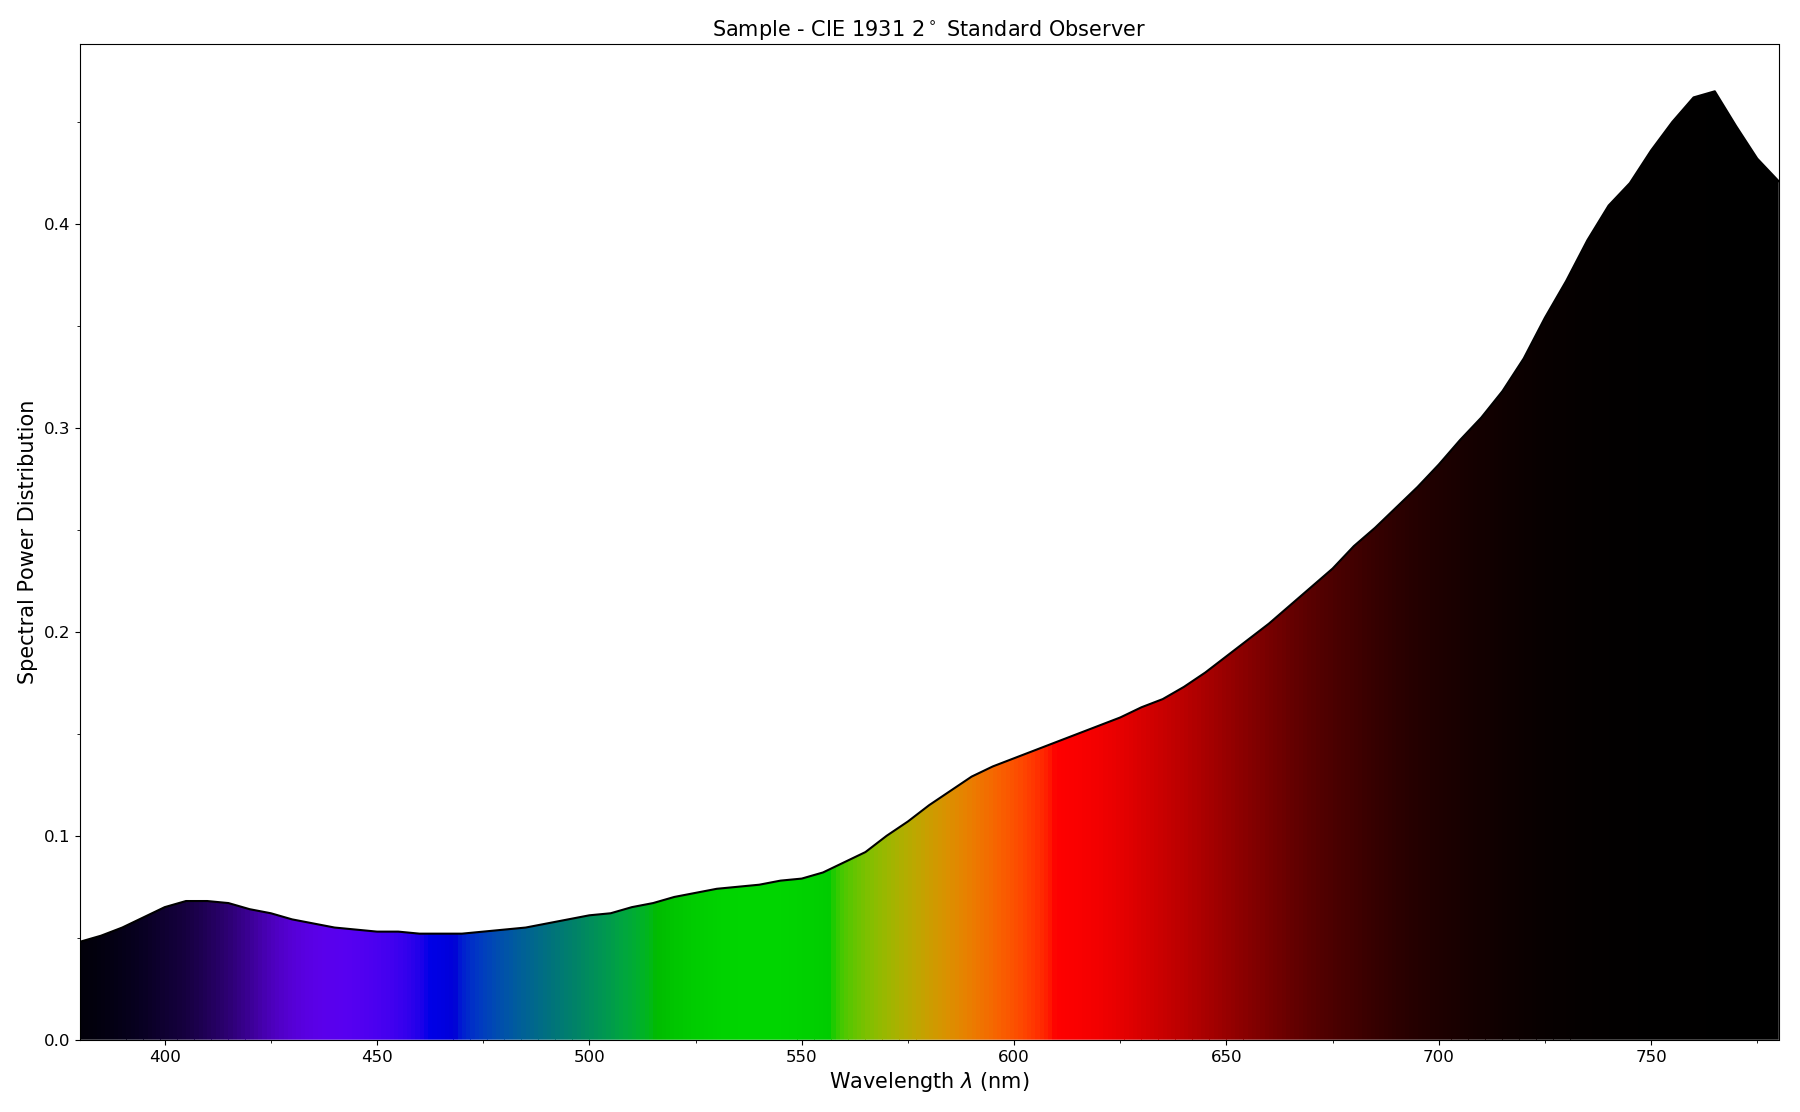 Sample - CIE 1931 2° Standard Observer
Spectral Power Distribution
0.4
0.3
0.2
0.1
0.0
400 450 500 550 600 650 700 750
Wavelength λ (nm)